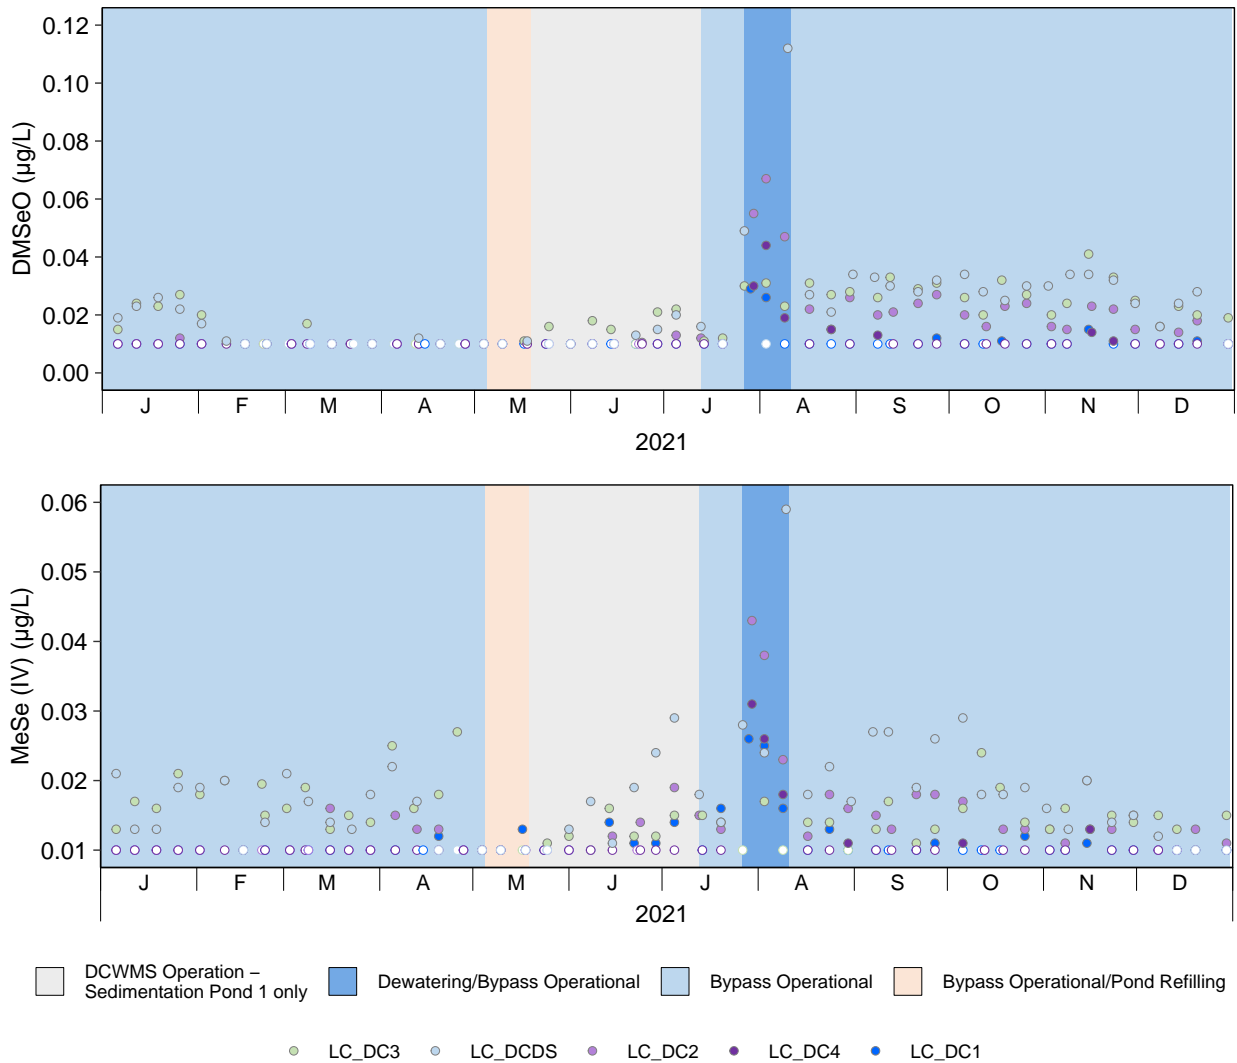 0.12
0.10
0.08
0.06
0.04
0.02
0.00
DMSeO (µg/L)
J F M A M J J A S O N D
2021
0.06
0.05
0.04
0.03
0.02
0.01
MeSe (IV) (µg/L)
J F M A M J J A S O N D
2021
DCWMS Operation –
Sedimentation Pond 1 only
Dewatering/Bypass Operational
Bypass Operational
Bypass Operational/Pond Refilling
LC_DC3 LC_DCDS LC_DC2 LC_DC4 LC_DC1